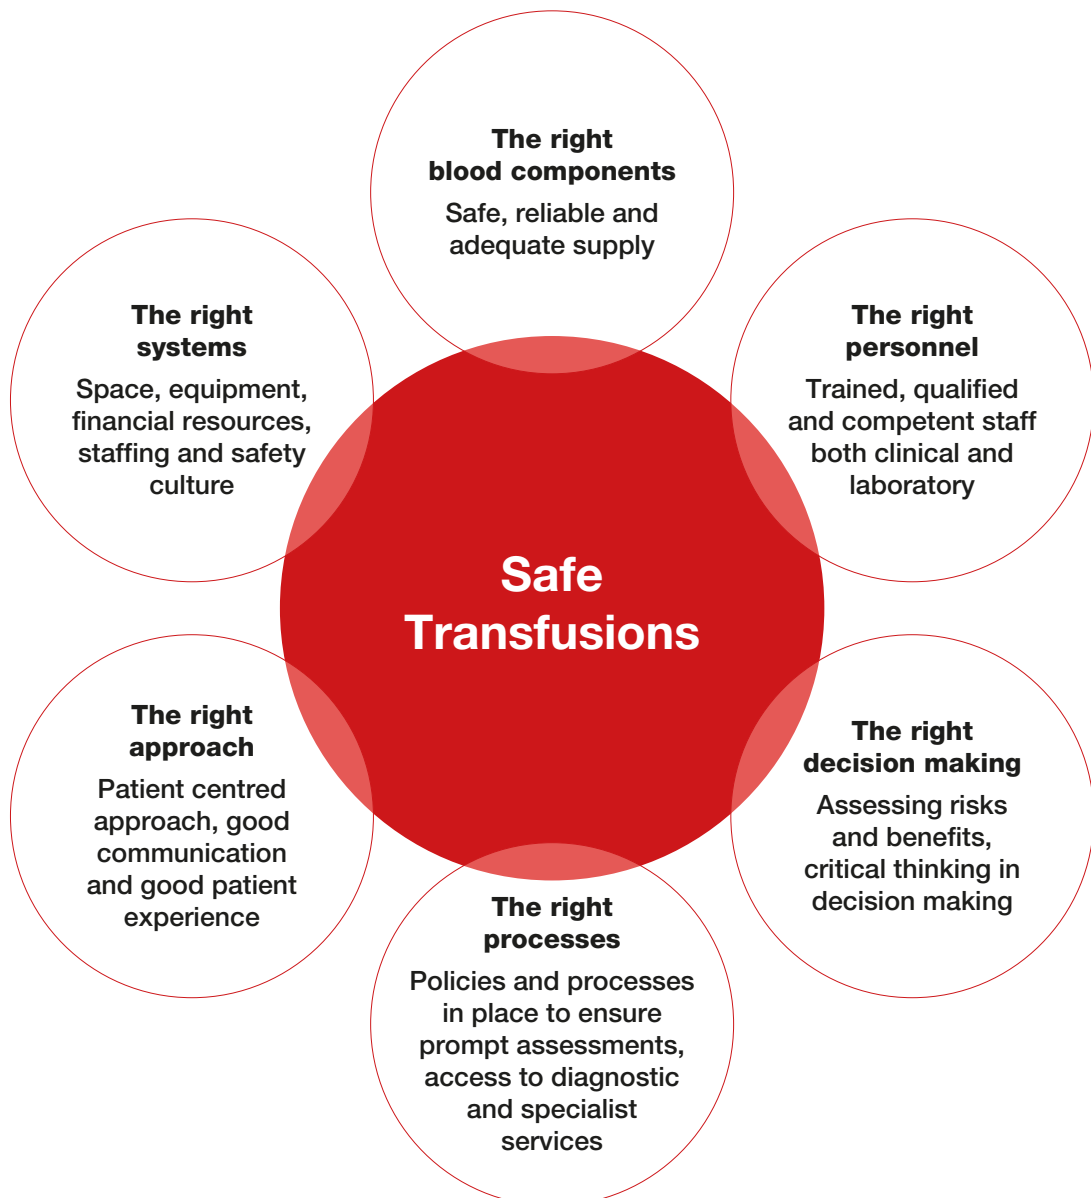 The right
blood components
Safe, reliable and
adequate supply
The right
systems
Space, equipment,
financial resources,
staffing and safety
culture
The right
personnel
Trained, qualified
and competent staff
both clinical and
laboratory
Safe
Transfusions
The right
approach
Patient centred
approach, good
communication
and good patient
experience
The right
decision making
Assessing risks
and benefits,
critical thinking in
decision making
The right
processes
Policies and processes
in place to ensure
prompt assessments,
access to diagnostic
and specialist
services